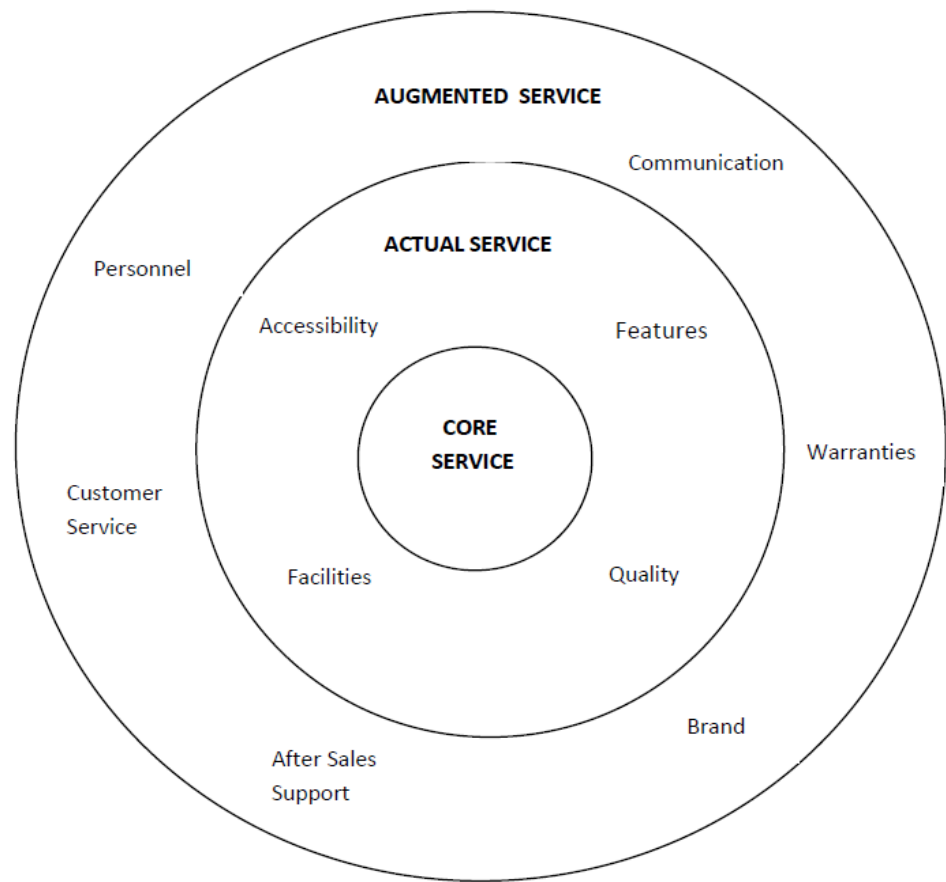 AUGMENTED SERVICE
Communication
ACTUAL SERVICE
Personnel
Accessibility
Features
CORE
SERVICE
Warranties
Customer
Service
Facilities
Quality
Brand
After Sales
Support